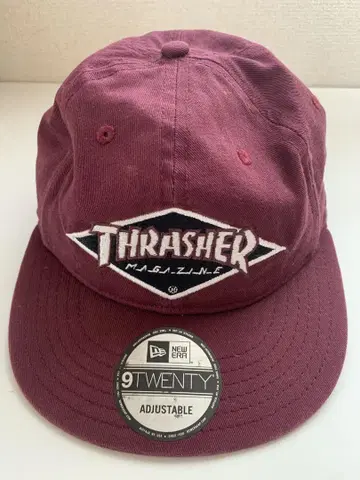 THRASHER
MAGAZINE
NEW ERA
9TWENTY
ADJUSTABLE